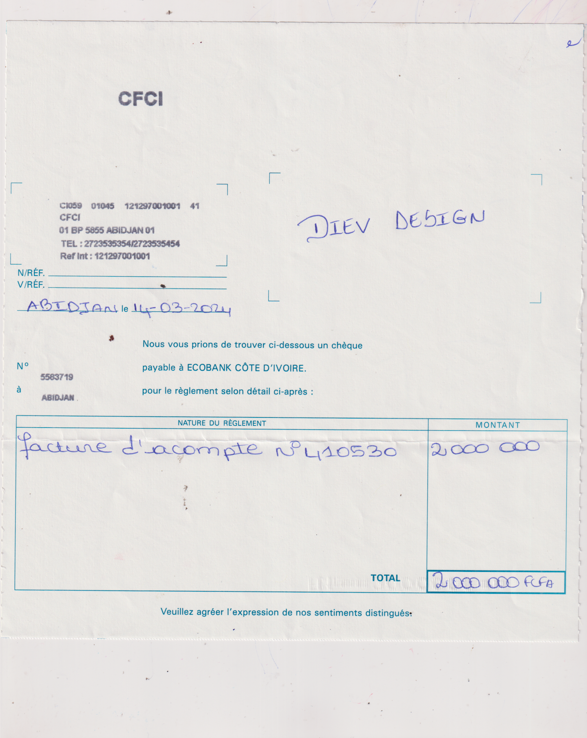 CFCI
CI059 01045 121297001001 41
CFCI
01 BP 5855 ABIDJAN 01
TEL : 2723535354/2723535454
Ref Int : 121297001001
DIEV DESIGN
N/RÉF.
V/RÉF.
ABIDJAN le 14-03-2024
Nous vous prions de trouver ci-dessous un chèque
N° 5583719 payable à ECOBANK CÔTE D'IVOIRE.
à ABIDJAN pour le règlement selon détail ci-après :
NATURE DU RÈGLEMENT MONTANT
facture d'acompte N° 410530 2 000 000
TOTAL 2 000 000 FCFA
Veuillez agréer l'expression de nos sentiments distingués.